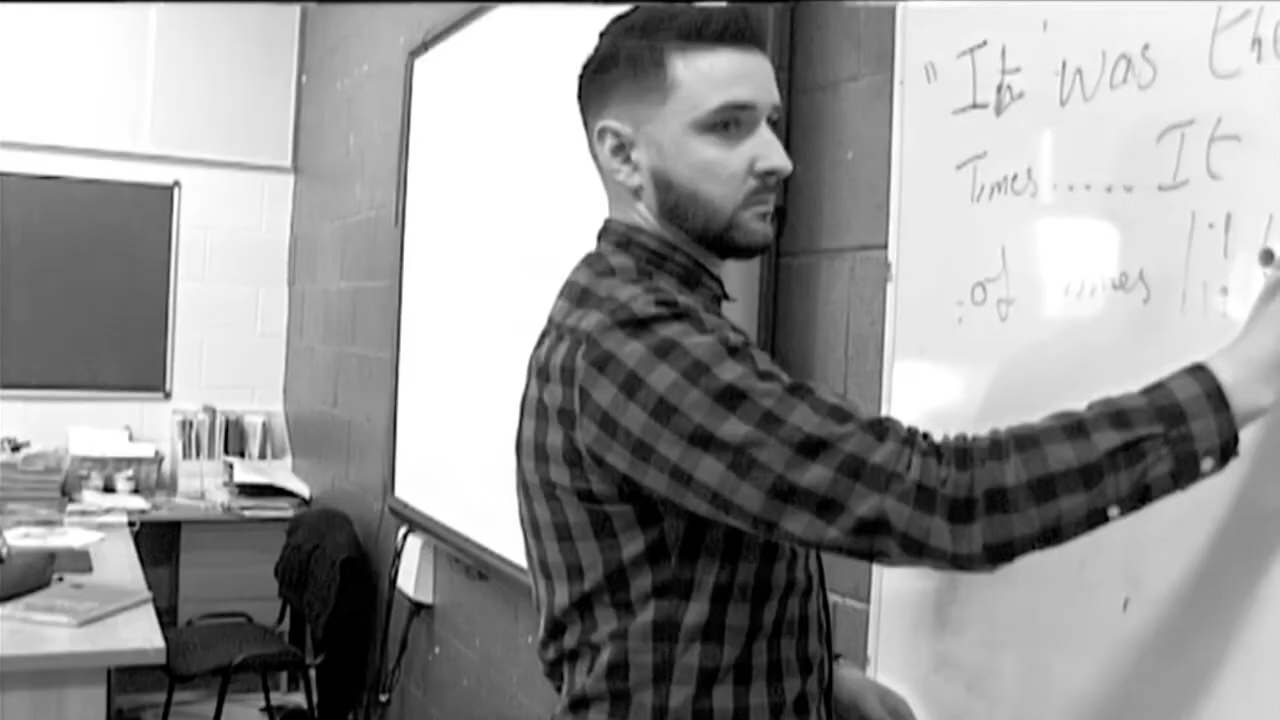 "It was the
Times..... It
of times